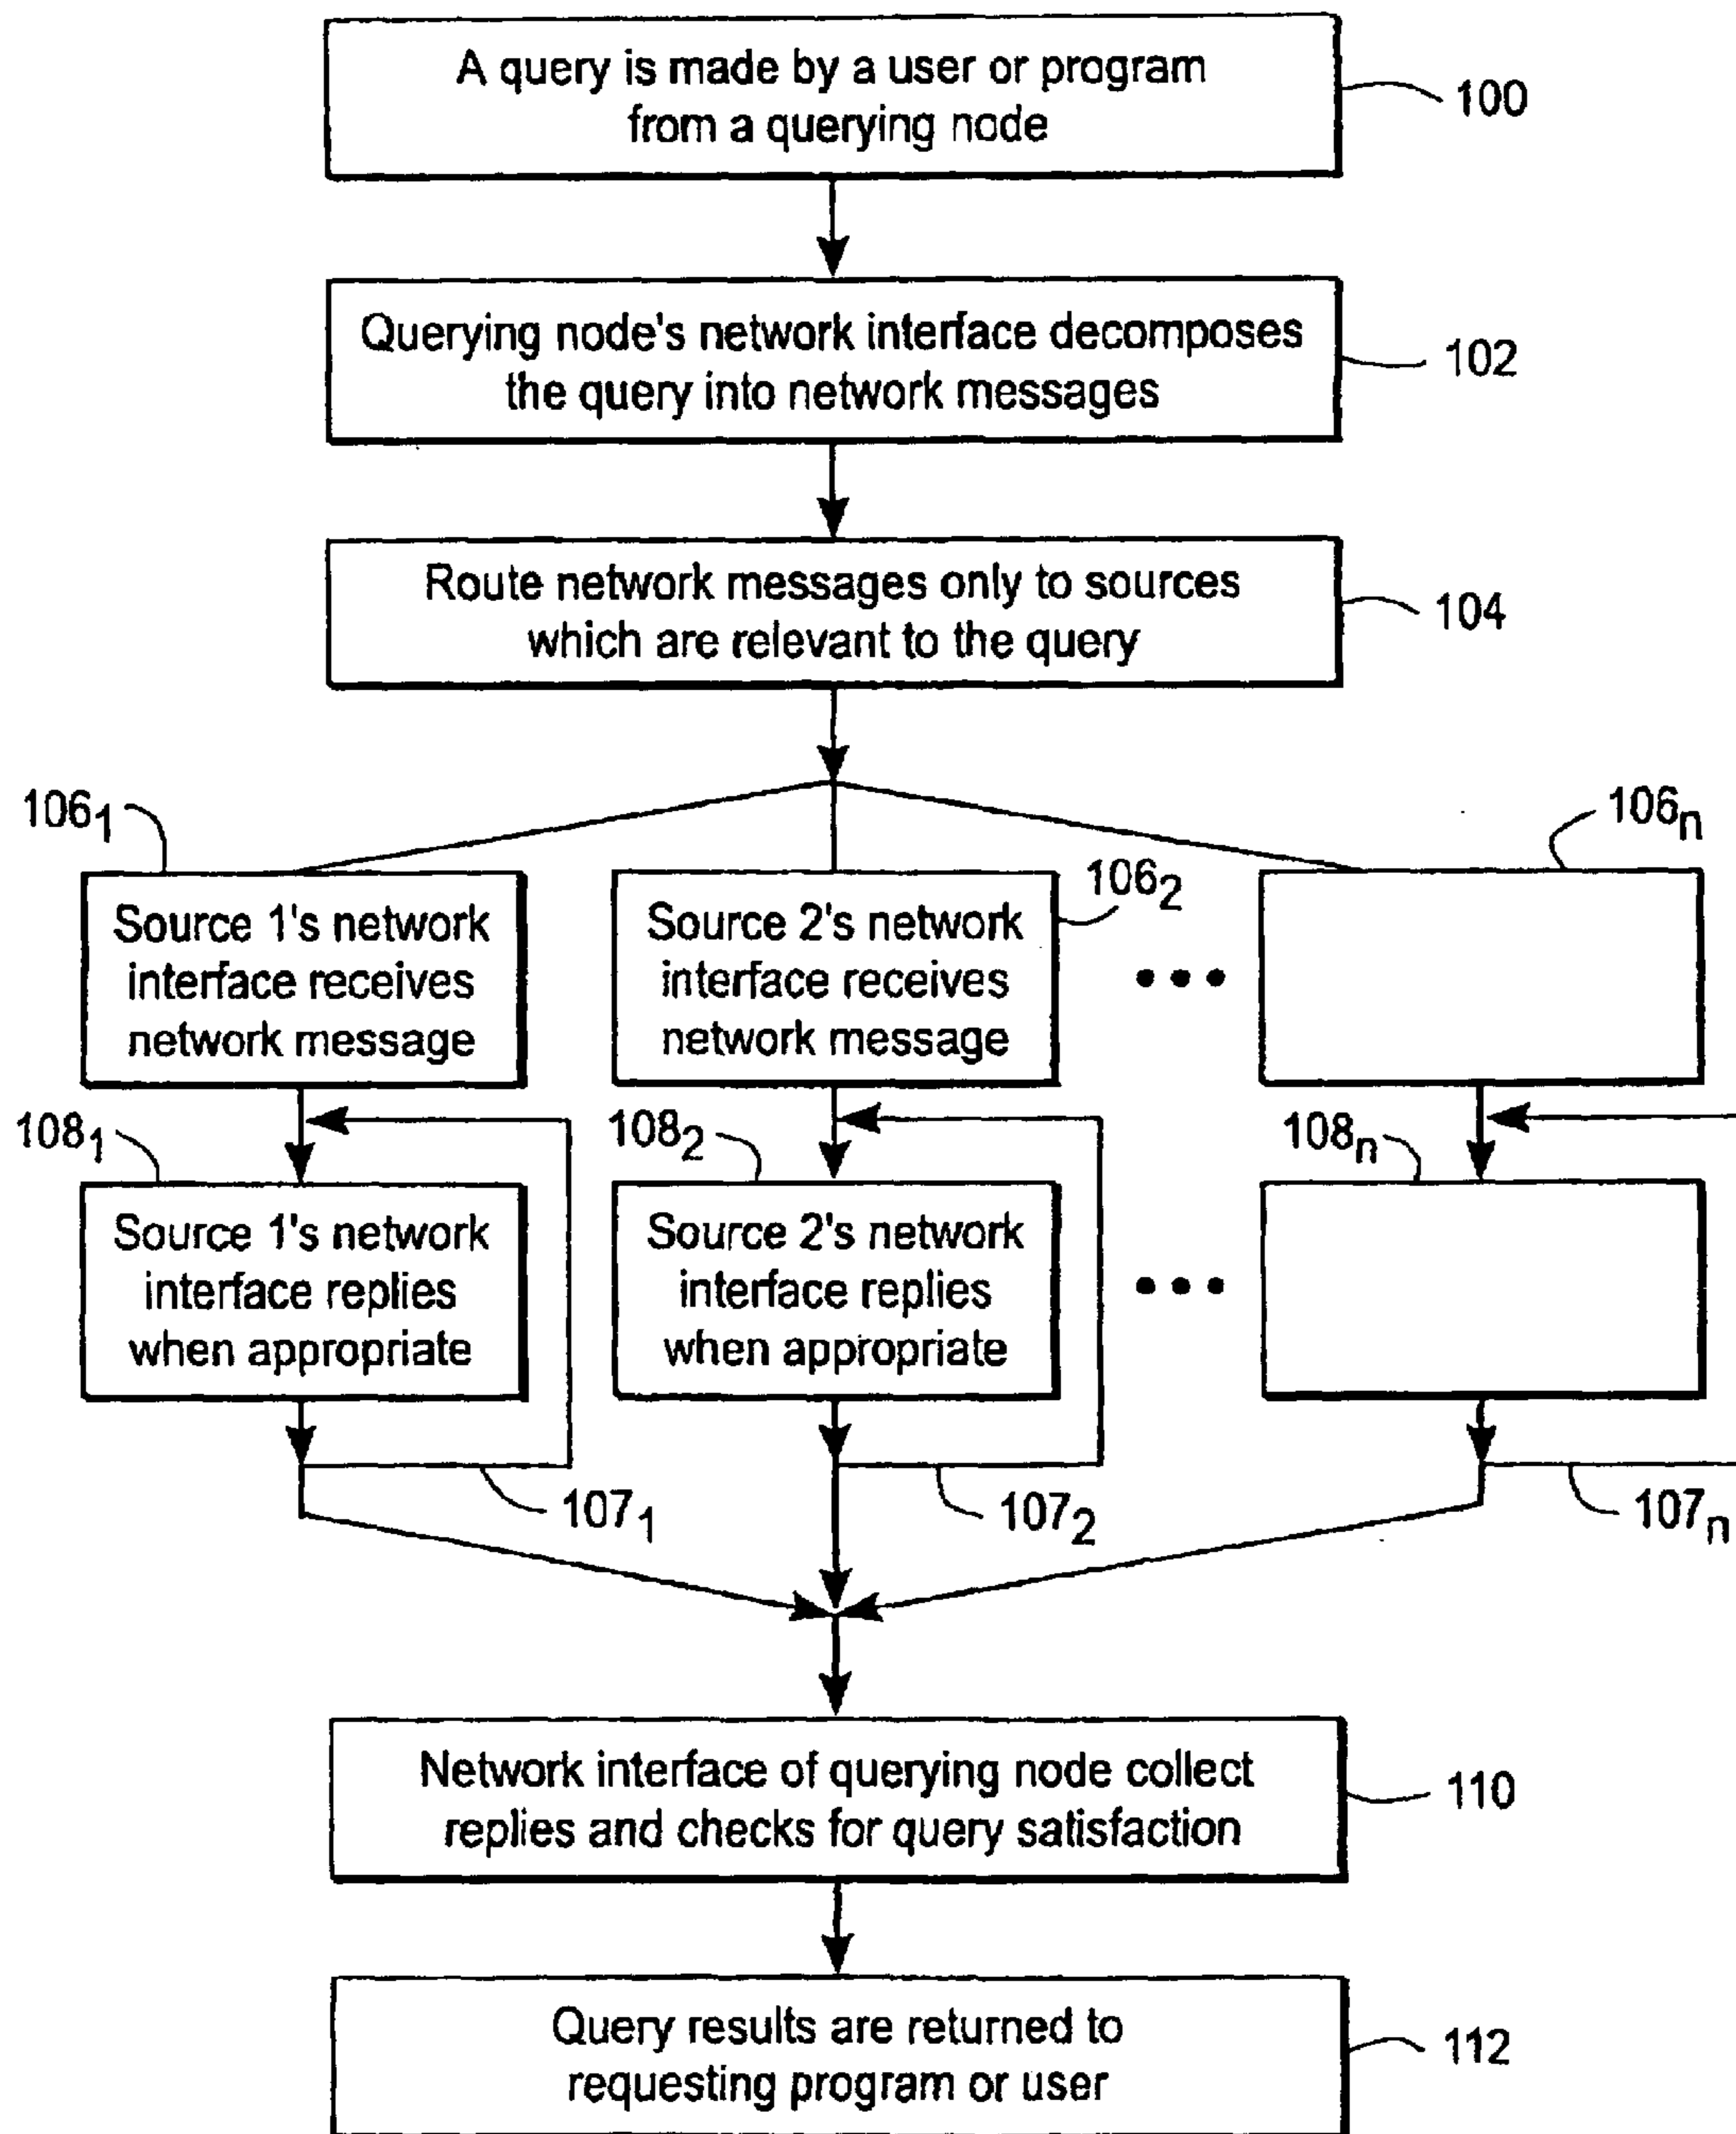 A query is made by a user or program
from a querying node
100
Querying node's network interface decomposes
the query into network messages
102
Route network messages only to sources
which are relevant to the query
104
106₁
106ₙ
Source 1's network
interface receives
network message
Source 2's network
interface receives
network message
106₂
• • •
108₁
108₂
108ₙ
Source 1's network
interface replies
when appropriate
Source 2's network
interface replies
when appropriate
• • •
107₁
107₂
107ₙ
Network interface of querying node collect
replies and checks for query satisfaction
110
Query results are returned to
requesting program or user
112